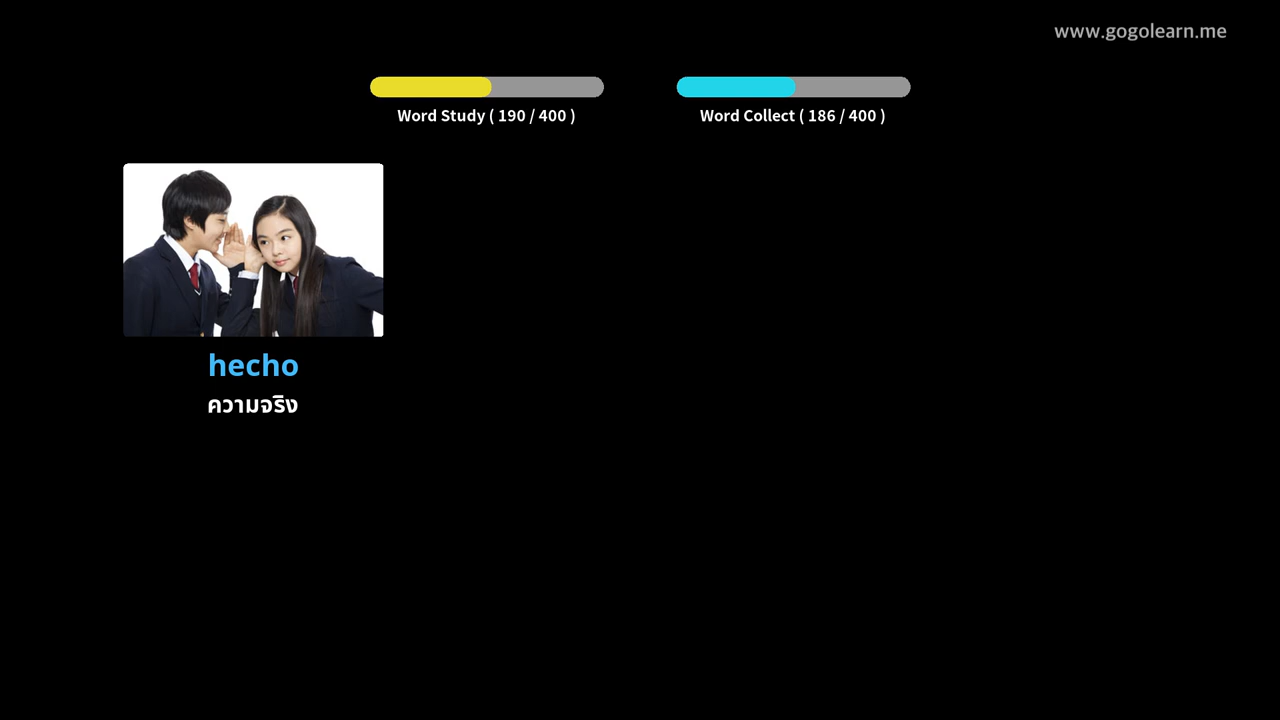 www.gogolearn.me
Word Study ( 190 / 400 )
Word Collect ( 186 / 400 )
hecho
ความจริง